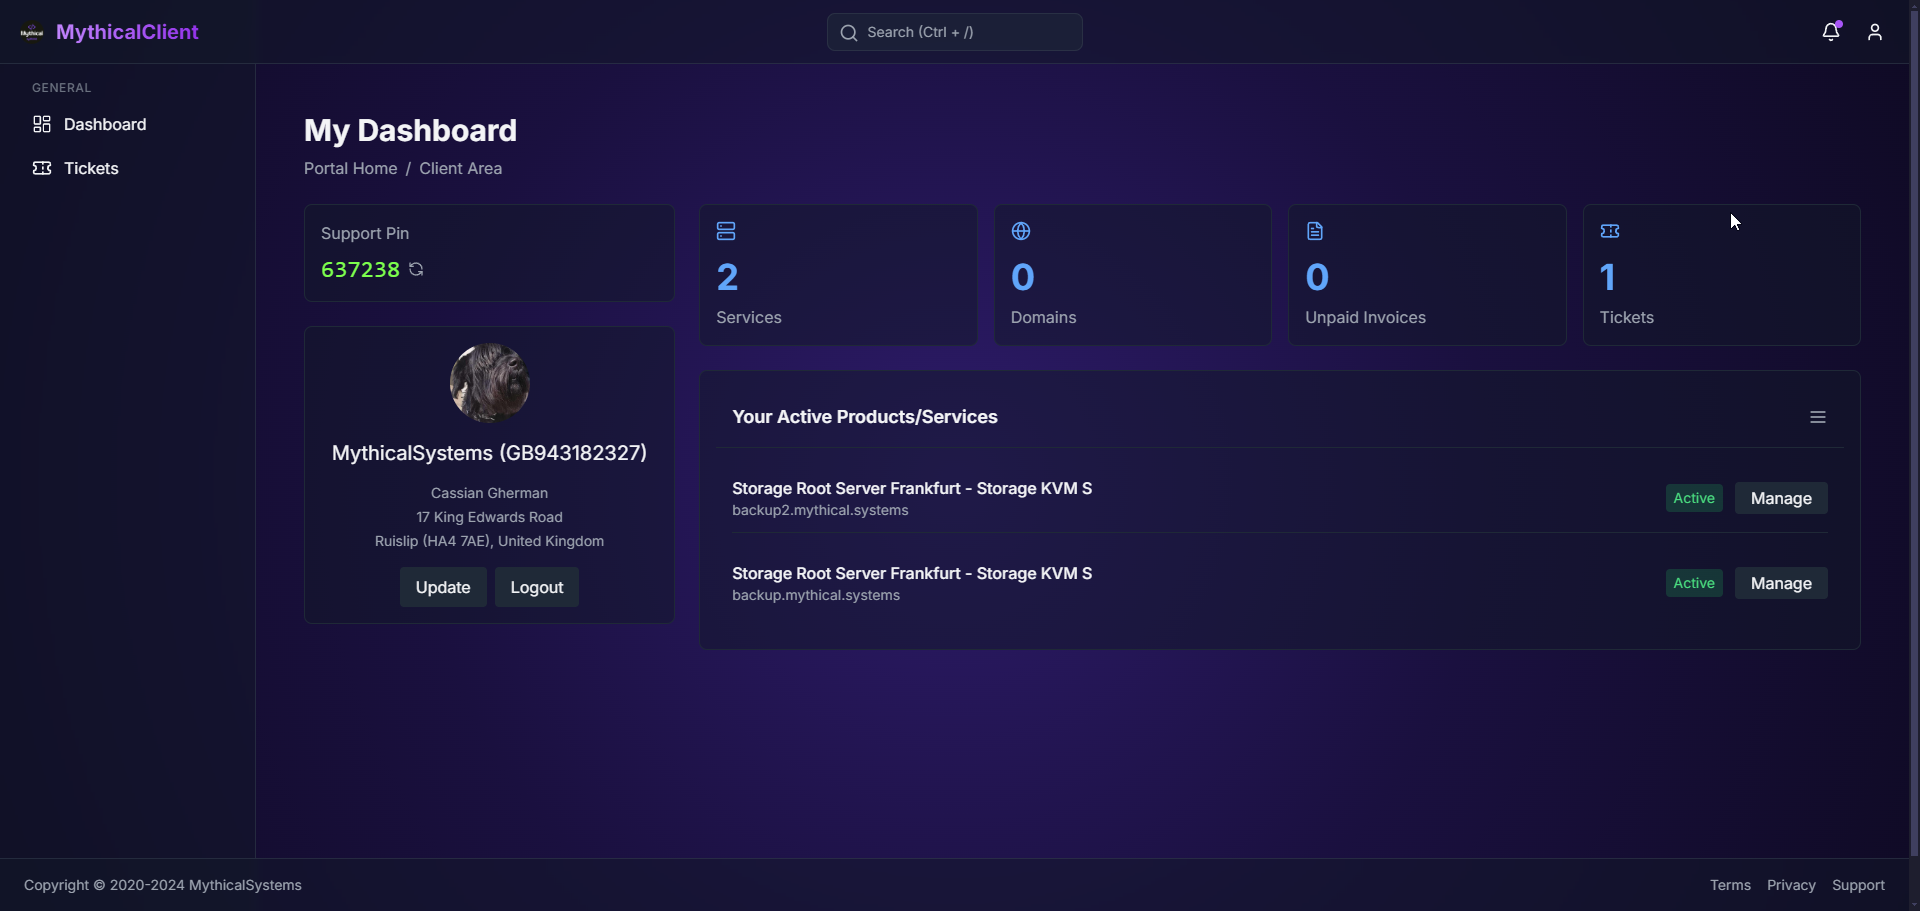 MythicalClient
Search (Ctrl + /)
GENERAL
Dashboard
Tickets
My Dashboard
Portal Home / Client Area
Support Pin
637238
MythicalSystems (GB943182327)
Cassian Gherman
17 King Edwards Road
Ruislip (HA4 7AE), United Kingdom
Update
Logout
2
Services
0
Domains
0
Unpaid Invoices
1
Tickets
Your Active Products/Services
Storage Root Server Frankfurt - Storage KVM S
backup2.mythical.systems
Active
Manage
Storage Root Server Frankfurt - Storage KVM S
backup.mythical.systems
Active
Manage
Copyright © 2020-2024 MythicalSystems
Terms
Privacy
Support